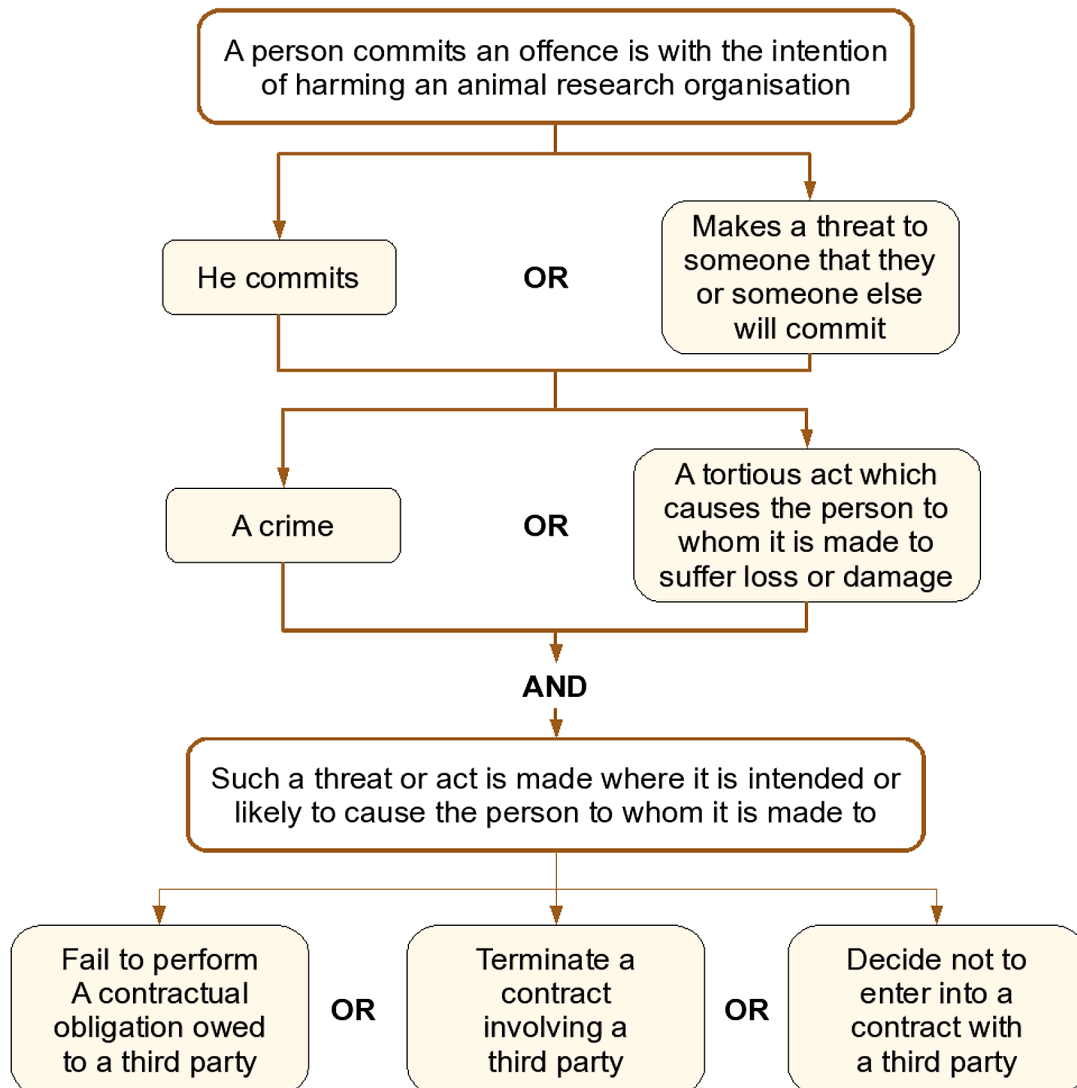 A person commits an offence is with the intention
of harming an animal research organisation
He commits
OR
Makes a threat to
someone that they
or someone else
will commit
A crime
OR
A tortious act which
causes the person to
whom it is made to
suffer loss or damage
AND
Such a threat or act is made where it is intended or
likely to cause the person to whom it is made to
Fail to perform
A contractual
obligation owed
to a third party
OR
Terminate a
contract
involving a
third party
OR
Decide not to
enter into a
contract with
a third party